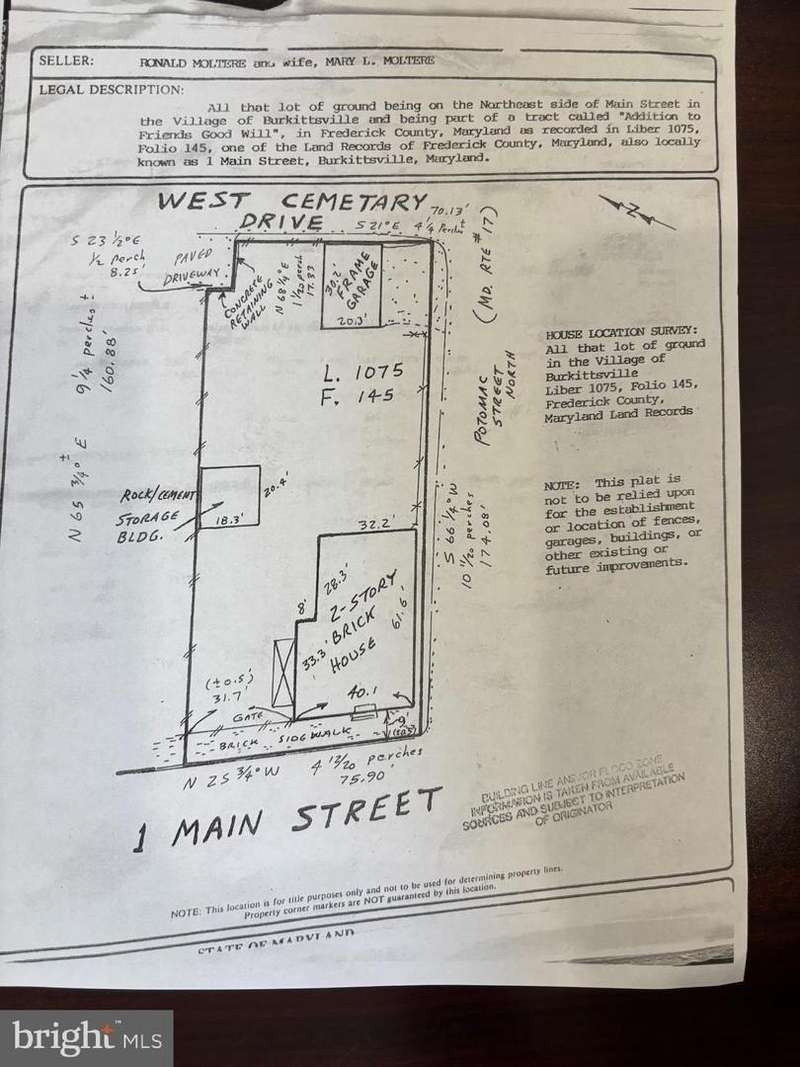 SELLER: RONALD MOLTERE and wife, MARY L. MOLTERE
LEGAL DESCRIPTION:
All that lot of ground being on the Northeast side of Main Street in
the Village of Burkittsville and being part of a tract called "Addition to
Friends Good Will", in Frederick County, Maryland as recorded in Liber 1075,
Folio 145, one of the Land Records of Frederick County, Maryland, also locally
known as 1 Main Street, Burkittsville, Maryland.
WEST CEMETARY
DRIVE
S 21° E 70.13'
4 1/4 Perches ±
S 23 1/2° E
1/2 perch
8.25'
PAVED
DRIVEWAY
CONCRETE
RETAINING
WALL
N 68 1/4° E
1 1/20 perch
17.33
30.2'
FRAME
GARAGE
20.3'
(MD. RTE #17)
N
9 1/4 perches ±
160.88'
N 65 3/4° ± E
L. 1075
F. 145
POTOMAC
STREET
NORTH
HOUSE LOCATION SURVEY:
All that lot of ground
in the Village of
Burkittsville
Liber 1075, Folio 145,
Frederick County,
Maryland Land Records
ROCK/CEMENT
STORAGE
BLDG.
20.4'
18.3'
S 66 1/4° W
10 11/20 perches
174.08'
NOTE: This plat is
not to be relied upon
for the establishment
or location of fences,
garages, buildings, or
other existing or
future improvements.
32.2'
28.3'
8'
2-STORY
BRICK
HOUSE
33.3'
61.6'
(±0.5')
31.7'
40.1
GATE
BRICK SIDEWALK
9'
N 25 3/4° W 4 12/20 perches
75.90'
1 MAIN STREET
BUILDING LINE AND/OR FLOOD ZONE
INFORMATION IS TAKEN FROM AVAILABLE
SOURCES AND SUBJECT TO INTERPRETATION
OF ORIGINATOR
NOTE: This location is for title purposes only and not to be used for determining property lines.
Property corner markers are NOT guaranteed by this location.
STATE OF MARYLAND
bright MLS